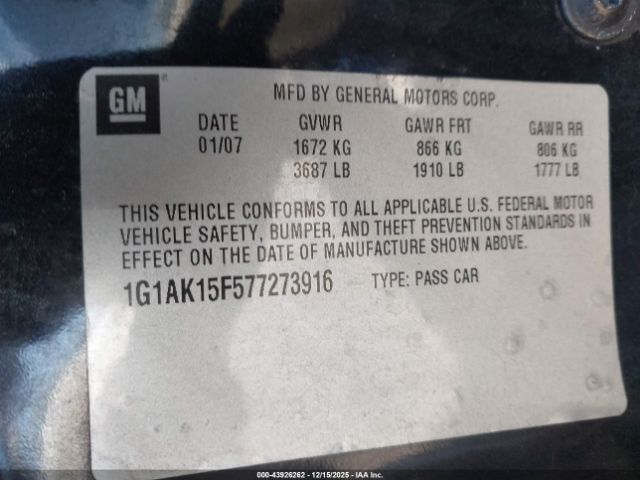 GM
MFD BY GENERAL MOTORS CORP.
DATE GVWR GAWR FRT GAWR RR
01/07 1672 KG 866 KG 806 KG
3687 LB 1910 LB 1777 LB
THIS VEHICLE CONFORMS TO ALL APPLICABLE U.S. FEDERAL MOTOR
VEHICLE SAFETY, BUMPER, AND THEFT PREVENTION STANDARDS IN
EFFECT ON THE DATE OF MANUFACTURE SHOWN ABOVE.
1G1AK15F577273916 TYPE: PASS CAR
000-43926262 - 12/15/2025 - IAA Inc.